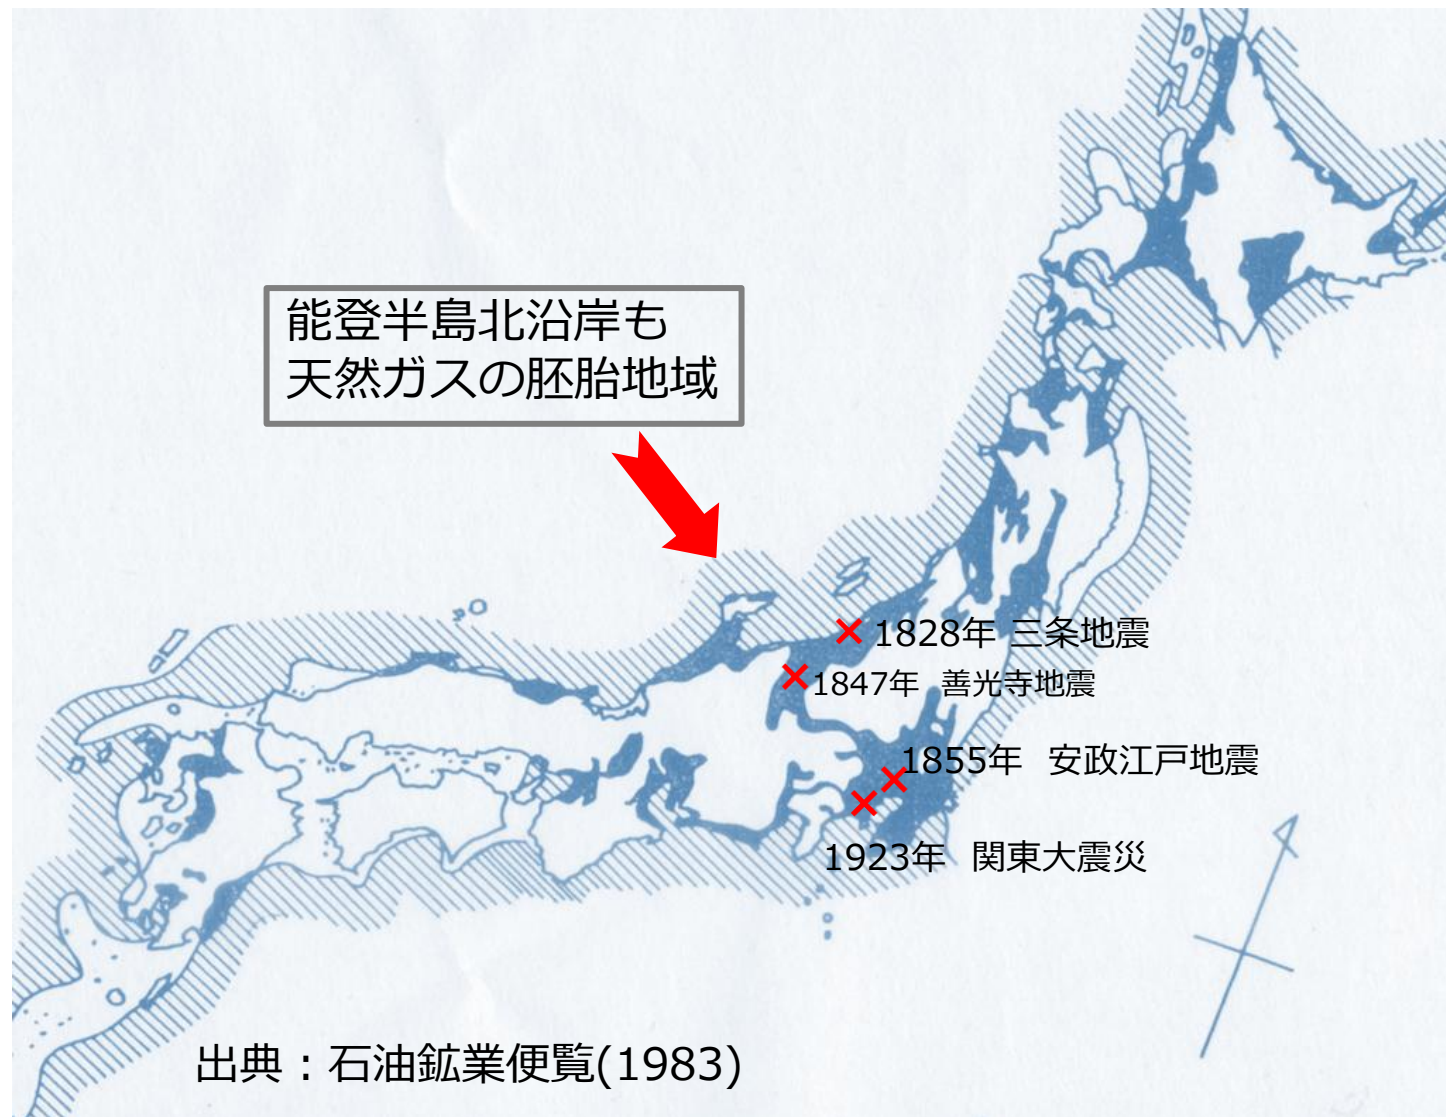 能登半島北沿岸も
天然ガスの胚胎地域
1828年 三条地震
1847年 善光寺地震
1855年 安政江戸地震
1923年 関東大震災
出典：石油鉱業便覧(1983)